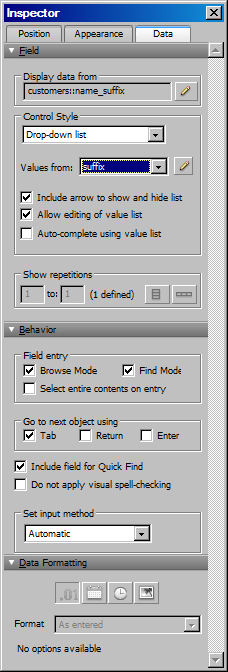 Inspector
Position Appearance Data
Field
Display data from
customers::name_suffix
Control Style
Drop-down list
Values from: suffix
Include arrow to show and hide list
Allow editing of value list
Auto-complete using value list
Show repetitions
1 to: 1 (1 defined)
Behavior
Field entry
Browse Mode Find Mode
Select entire contents on entry
Go to next object using
Tab Return Enter
Include field for Quick Find
Do not apply visual spell-checking
Set input method
Automatic
Data Formatting
.01
Format As entered
No options available